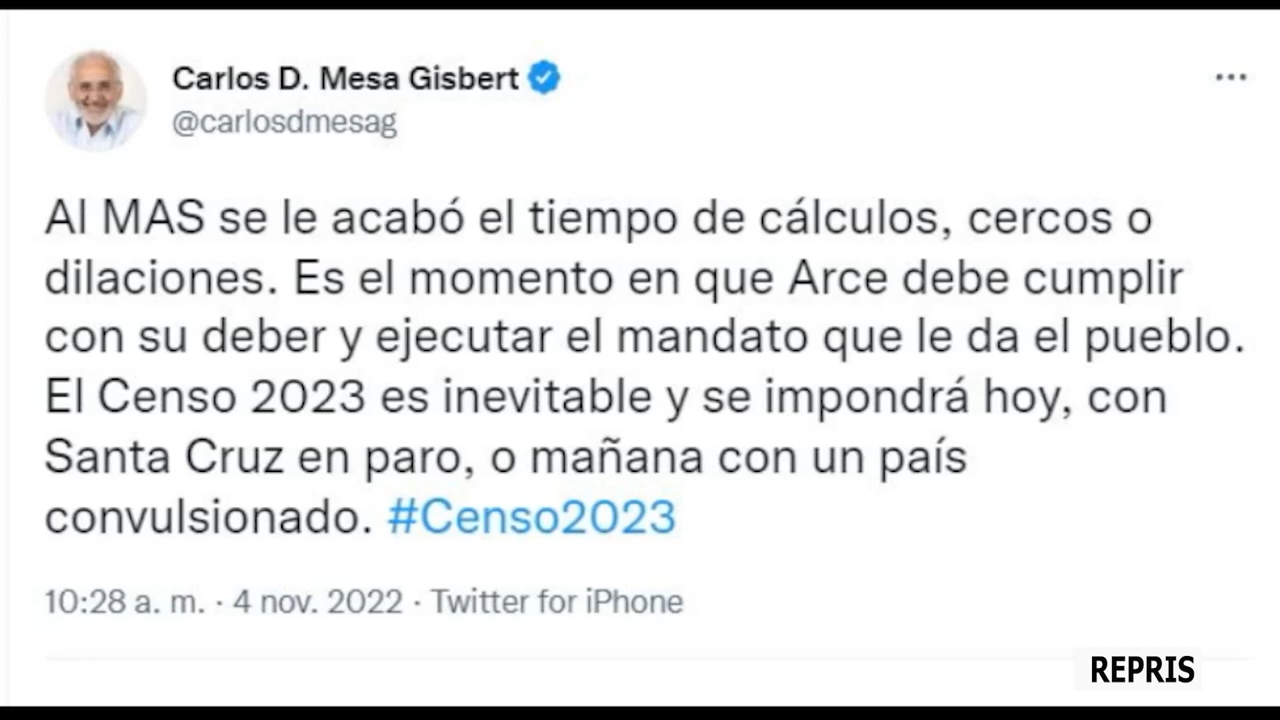 Carlos D. Mesa Gisbert
@carlosdmesag
Al MAS se le acabó el tiempo de cálculos, cercos o
dilaciones. Es el momento en que Arce debe cumplir
con su deber y ejecutar el mandato que le da el pueblo.
El Censo 2023 es inevitable y se impondrá hoy, con
Santa Cruz en paro, o mañana con un país
convulsionado. #Censo2023
10:28 a. m. · 4 nov. 2022 · Twitter for iPhone
REPRIS